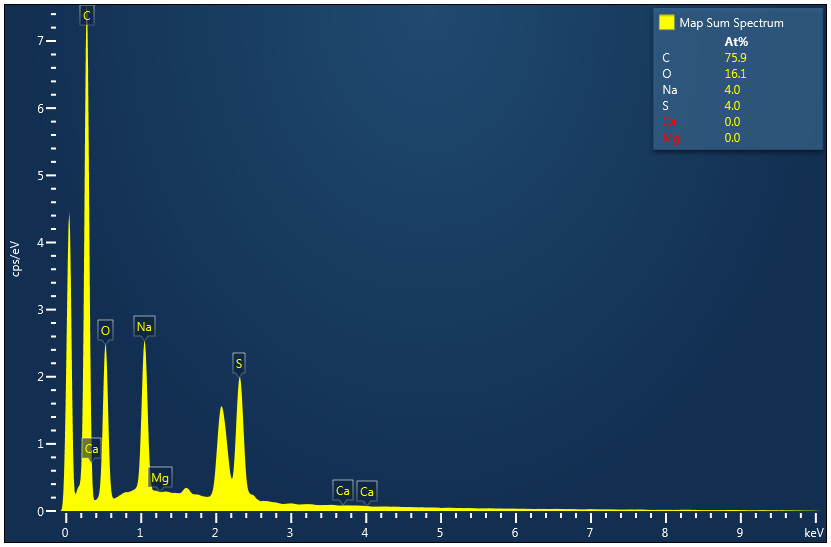 Map Sum Spectrum
At%
C 75.9
O 16.1
Na 4.0
S 4.0
Ca 0.0
Mg 0.0
C
7
6
5
4
cps/eV
3
O
Na
2
S
1
Ca
Mg
Ca
Ca
0
0 1 2 3 4 5 6 7 8 9 keV